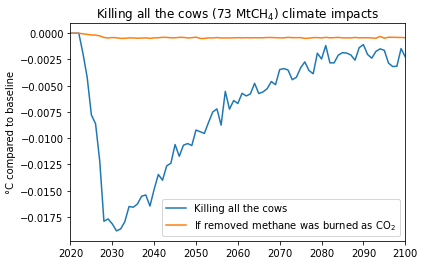 Killing all the cows (73 MtCH₄) climate impacts
°C compared to baseline
0.0000
−0.0025
−0.0050
−0.0075
−0.0100
−0.0125
−0.0150
−0.0175
Killing all the cows
If removed methane was burned as CO₂
2020 2030 2040 2050 2060 2070 2080 2090 2100